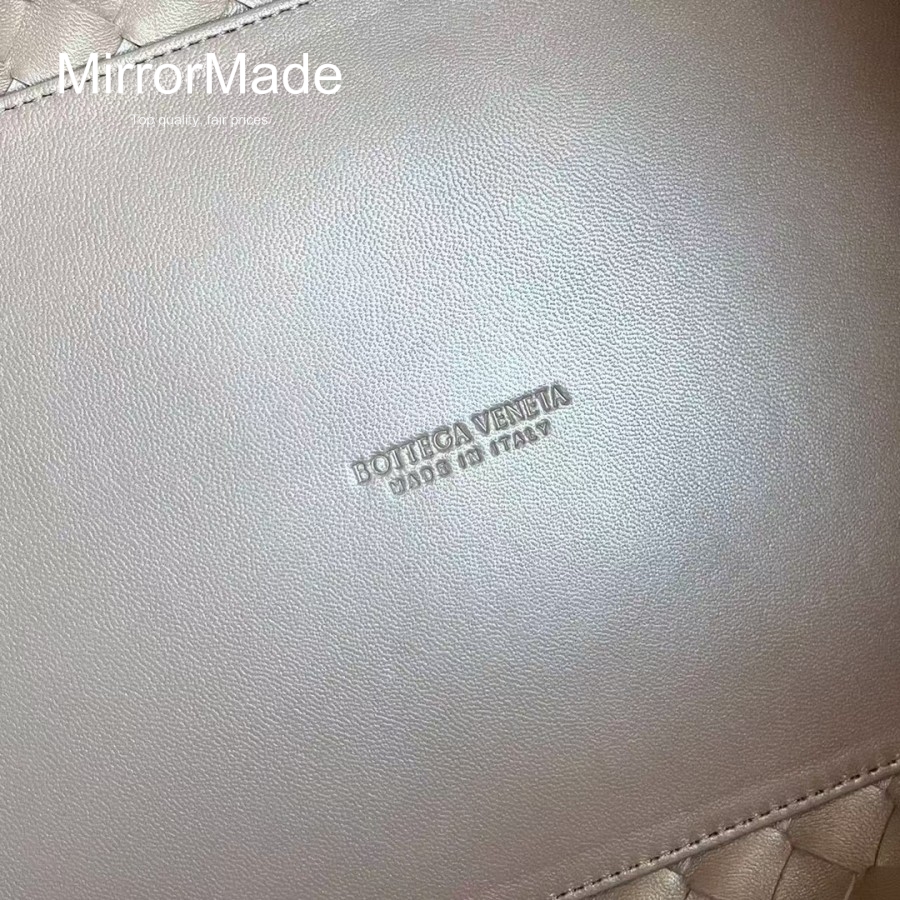 MirrorMade
Top quality, fair prices.
BOTTEGA VENETA
MADE IN ITALY